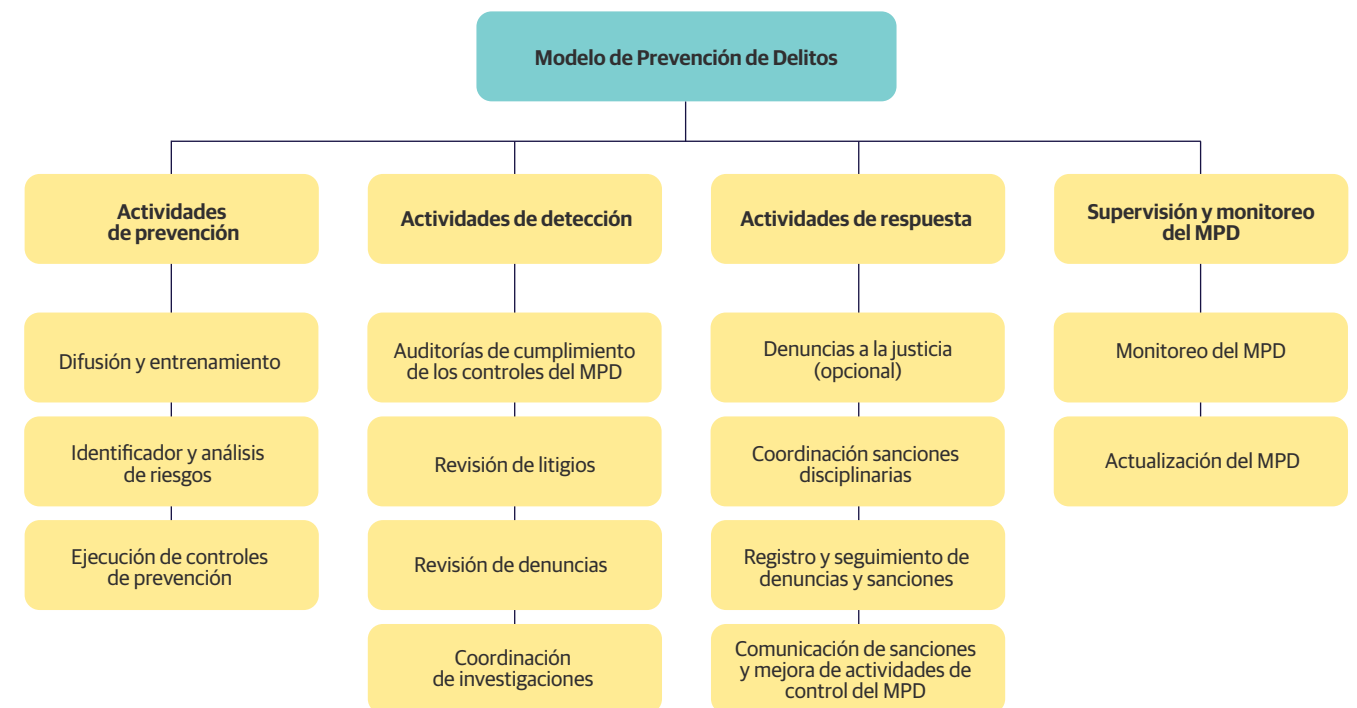 Modelo de Prevención de Delitos
Actividades
de prevención
Difusión y entrenamiento
Identificador y análisis
de riesgos
Ejecución de controles
de prevención
Actividades de detección
Auditorías de cumplimiento
de los controles del MPD
Revisión de litigios
Revisión de denuncias
Coordinación
de investigaciones
Actividades de respuesta
Denuncias a la justicia
(opcional)
Coordinación sanciones
disciplinarias
Registro y seguimiento de
denuncias y sanciones
Comunicación de sanciones
y mejora de actividades de
control del MPD
Supervisión y monitoreo
del MPD
Monitoreo del MPD
Actualización del MPD